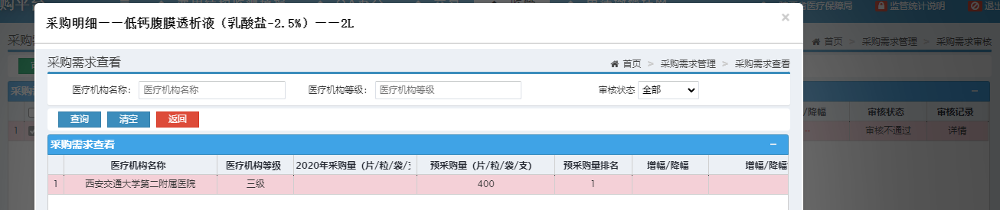 采购明细——低钙腹膜透析液（乳酸盐-2.5%）——2L
×
采购需求查看
首页 > 采购需求管理 > 采购需求查看
医疗机构名称： 医疗机构名称 医疗机构等级： 医疗机构等级 审核状态 全部
查询 清空 返回
采购需求查看
医疗机构名称 医疗机构等级 2020年采购量（片/粒/袋/支 预采购量（片/粒/袋/支） 预采购量排名 增幅/降幅 增幅/降幅
1 西安交通大学第二附属医院 三级 400 1
购平台
医疗保障局 监管统计说明 退出
首页 > 采购需求管理 > 采购需求审核
采购需
/降幅 审核状态 审核记录
1 -- 审核不通过 详情